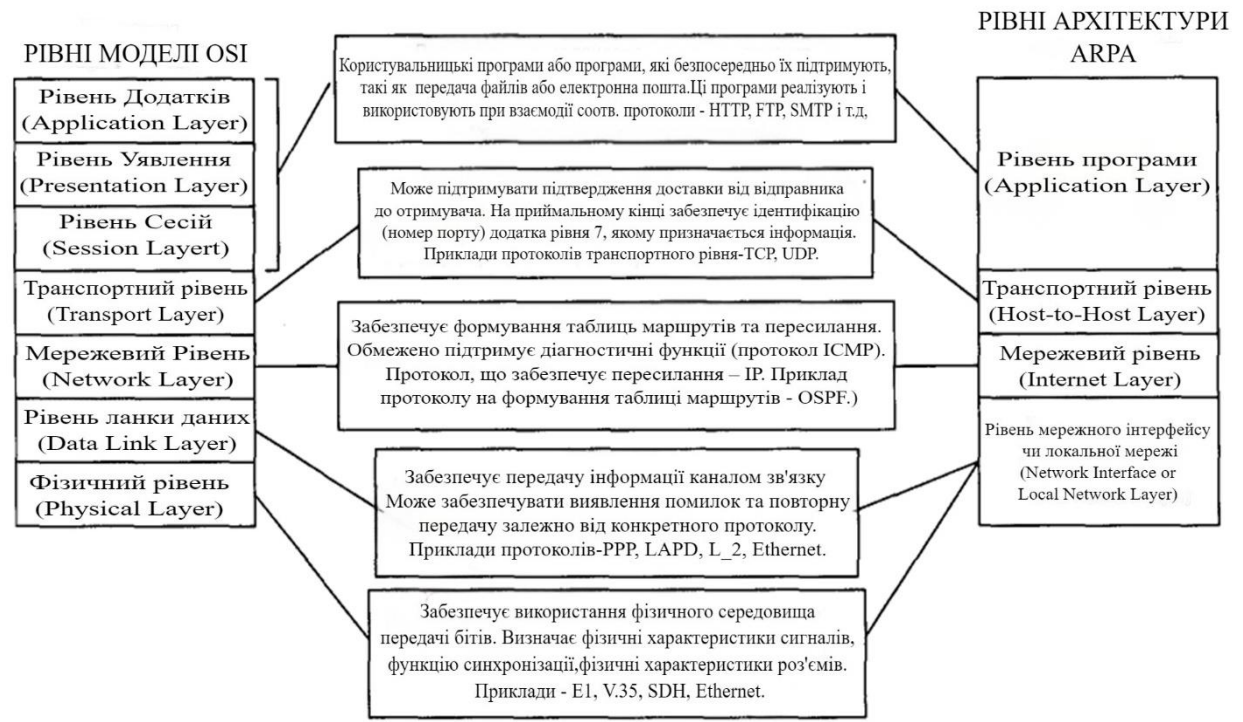 РІВНІ МОДЕЛІ OSI
Рівень Додатків
(Application Layer)
Рівень Уявлення
(Presentation Layer)
Рівень Сесій
(Session Layert)
Транспортний рівень
(Transport Layer)
Мережевий Рівень
(Network Layer)
Рівень ланки даних
(Data Link Layer)
Фізичний рівень
(Physical Layer)
Користувальницькі програми або програми, які безпосередньо їх підтримують,
такі як передача файлів або електронна пошта.Ці програми реалізують і
використовують при взаємодії соотв. протоколи - HTTP, FTP, SMTP і т.д,
Може підтримувати підтвердження доставки від відправника
до отримувача. На приймальному кінці забезпечує ідентифікацію
(номер порту) додатка рівня 7, якому призначається інформація.
Приклади протоколів транспортного рівня-TCP, UDP.
Забезпечує формування таблиць маршрутів та пересилання.
Обмежено підтримує діагностичні функції (протокол ICMP).
Протокол, що забезпечує пересилання – IP. Приклад
протоколу на формування таблиці маршрутів - OSPF.)
Забезпечує передачу інформації каналом зв'язку
Може забезпечувати виявлення помилок та повторну
передачу залежно від конкретного протоколу.
Приклади протоколів-PPP, LAPD, L_2, Ethernet.
Забезпечує використання фізичного середовища
передачі бітів. Визначає фізичні характеристики сигналів,
функцію синхронізації,фізичні характеристики роз'ємів.
Приклади - E1, V.35, SDH, Ethernet.
РІВНІ АРХІТЕКТУРИ
ARPA
Рівень програми
(Application Layer)
Транспортний рівень
(Host-to-Host Layer)
Мережевий рівень
(Internet Layer)
Рівень мережного інтерфейсу
чи локальної мережі
(Network Interface or
Local Network Layer)